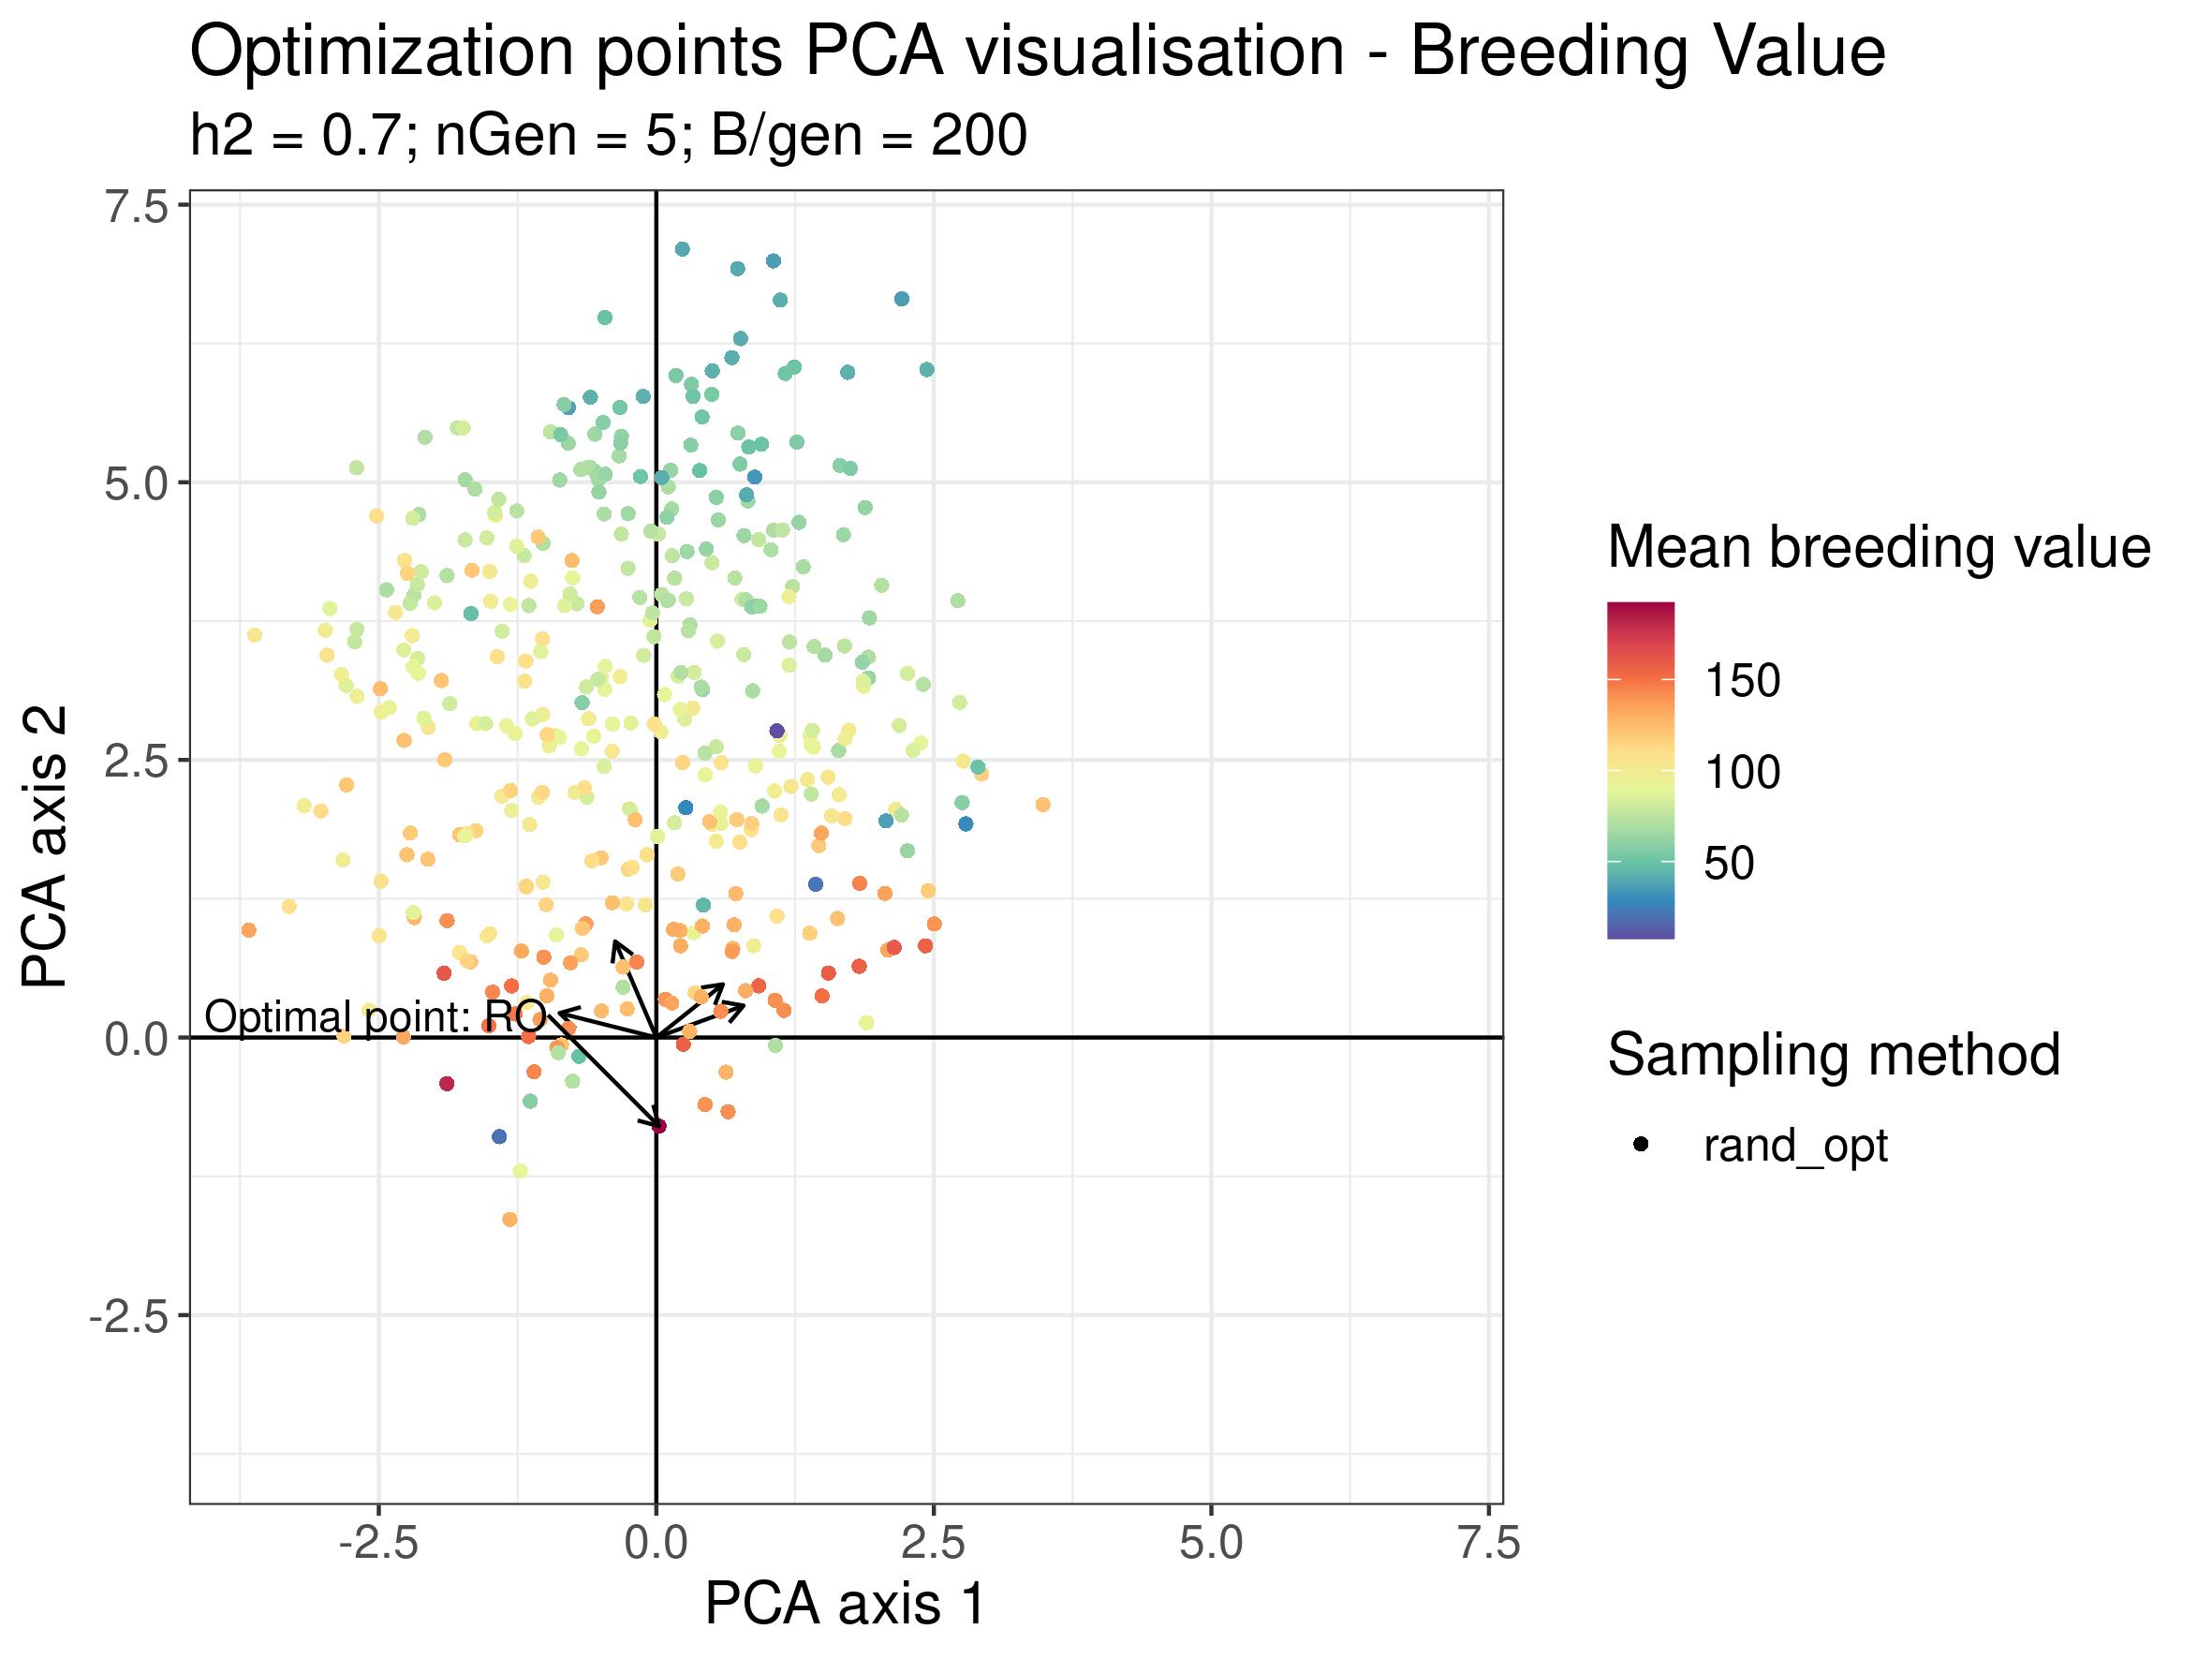 Optimization points PCA visualisation - Breeding Value
h2 = 0.7; nGen = 5; B/gen = 200
7.5
5.0
2.5
0.0
-2.5
PCA axis 2
Optimal point: RO
-2.5 0.0 2.5 5.0 7.5
PCA axis 1
Mean breeding value
150
100
50
Sampling method
rand_opt